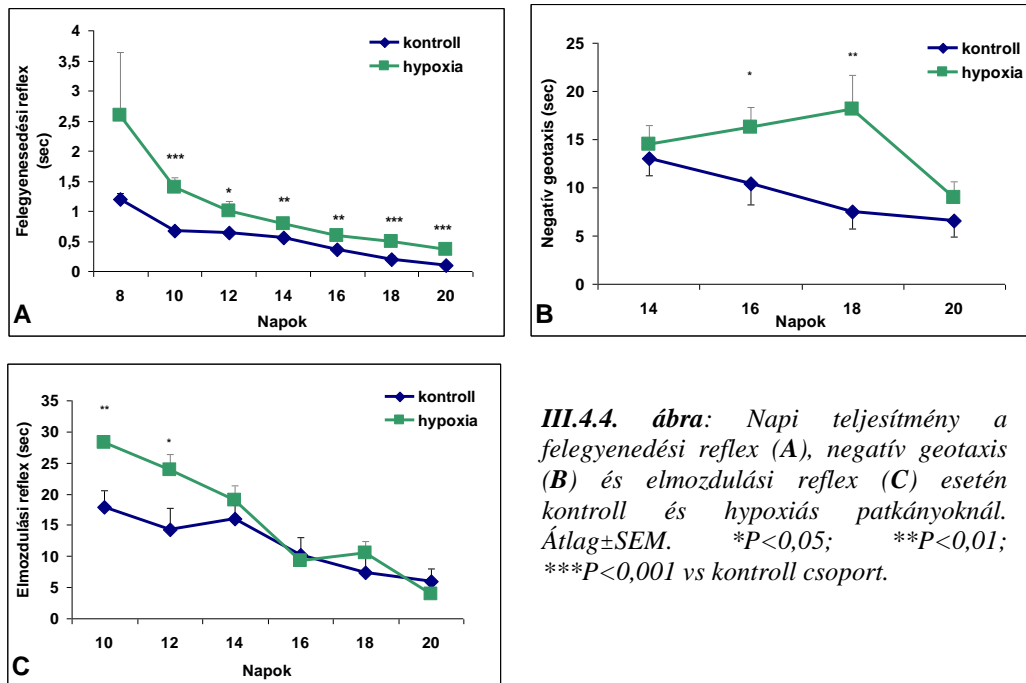 4
3,5
3
2,5
2
1,5
1
0,5
0
Felegyenesedési reflex
(sec)
kontroll
hypoxia
***
*
**
**
***
***
8 10 12 14 16 18 20
Napok
A
25
20
15
10
5
0
Negatív geotaxis (sec)
kontroll
hypoxia
*
**
14 16 18 20
Napok
B
35
30
25
20
15
10
5
0
Elmozdulási reflex (sec)
kontroll
hypoxia
**
*
10 12 14 16 18 20
Napok
C
III.4.4. ábra: Napi teljesítmény a
felegyenedési reflex (A), negatív geotaxis
(B) és elmozdulási reflex (C) esetén
kontroll és hypoxiás patkányoknál.
Átlag±SEM. *P<0,05; **P<0,01;
***P<0,001 vs kontroll csoport.